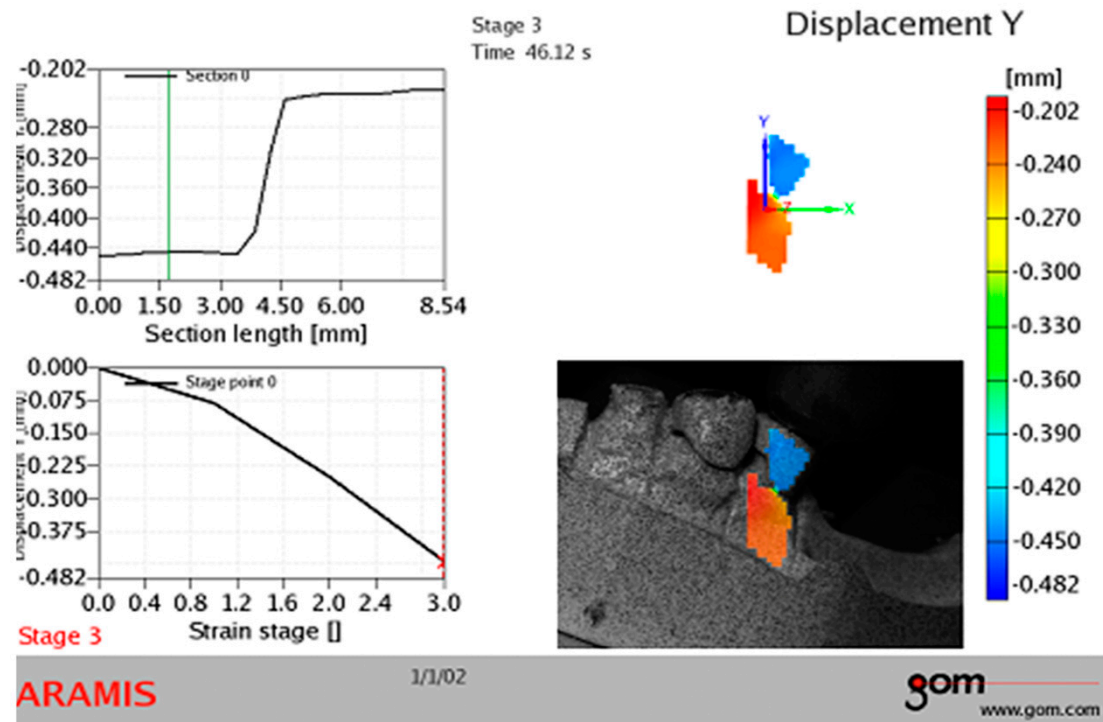 Stage 3
Time 46.12 s
Displacement Y
-0.202
-0.280
-0.320
-0.360
-0.400
-0.440
-0.482
Section 0
0.00 1.50 3.00 4.50 6.00 8.54
Section length [mm]
[mm]
-0.202
-0.240
-0.270
-0.300
-0.330
-0.360
-0.390
-0.420
-0.450
-0.482
Y
Z
X
0.000
-0.075
-0.150
-0.225
-0.300
-0.375
-0.482
Stage point 0
0.0 0.4 0.8 1.2 1.6 2.0 2.4 3.0
Strain stage []
Stage 3
ARAMIS
1/1/02
gom
www.gom.com